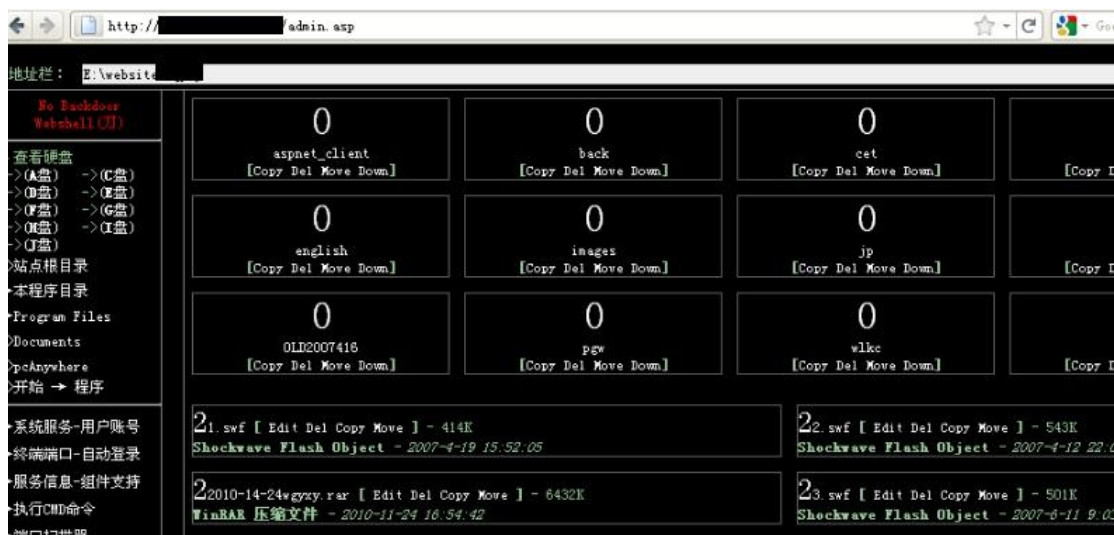 http:// /admin.asp
地址栏： E:\website
No Backdoor
Webshell(刀)
查看硬盘
->(A盘) ->(C盘)
->(D盘) ->(E盘)
->(F盘) ->(G盘)
->(H盘) ->(I盘)
->(J盘)
>站点根目录
本程序目录
Program Files
>Documents
>pcAnywhere
>开始 → 程序
系统服务-用户账号
终端端口-自动登录
服务信息-组件支持
执行CMD命令
0 0 0
aspnet_client back cet
[Copy Del Move Down] [Copy Del Move Down] [Copy Del Move Down] [Copy D
0 0 0
english images jp
[Copy Del Move Down] [Copy Del Move Down] [Copy Del Move Down] [Copy D
0 0 0
OLD2007416 pgw wlkc
[Copy Del Move Down] [Copy Del Move Down] [Copy Del Move Down] [Copy D
21.swf [ Edit Del Copy Move ] - 414K
Shockwave Flash Object - 2007-4-19 15:52:05
22.swf [ Edit Del Copy Move ] - 543K
Shockwave Flash Object - 2007-4-12 22:0
22010-14-24wgyxy.rar [ Edit Del Copy Move ] - 6432K
WinRAR 压缩文件 - 2010-11-24 16:54:42
23.swf [ Edit Del Copy Move ] - 501K
Shockwave Flash Object - 2007-6-11 9:03